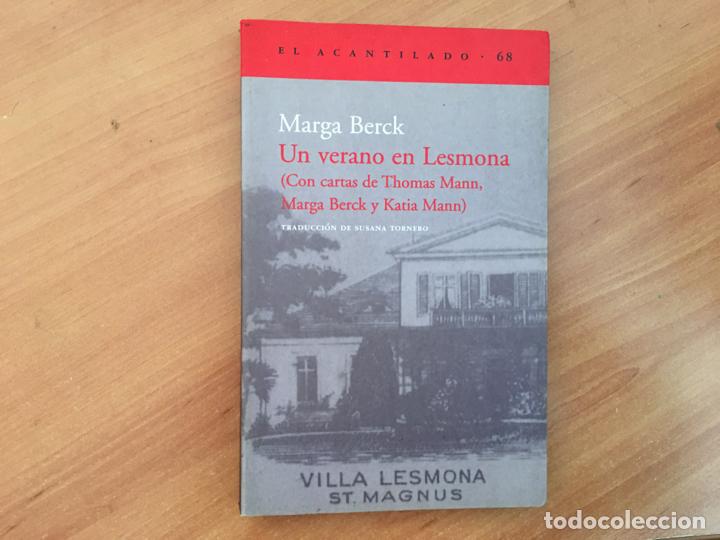 EL ACANTILADO · 68
Marga Berck
Un verano en Lesmona
(Con cartas de Thomas Mann,
Marga Berck y Katia Mann)
TRADUCCIÓN DE SUSANA TORNERO
VILLA LESMONA
ST. MAGNUS
todocoleccion